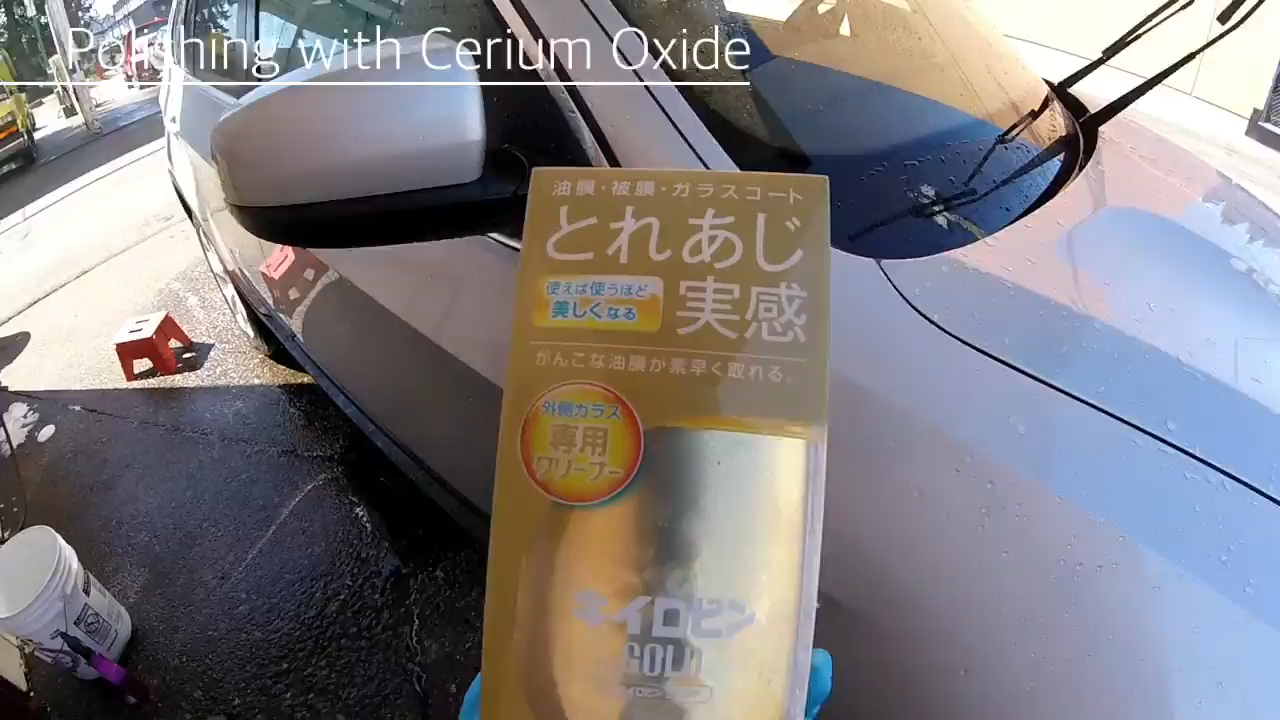 Polishing with Cerium Oxide
油膜・被膜・ガラスコート
とれあじ
実感
使えば使うほど
美しくなる
がんこな油膜が素早く取れる。
外側ガラス
専用
クリーナー
キイロビン
GOLD